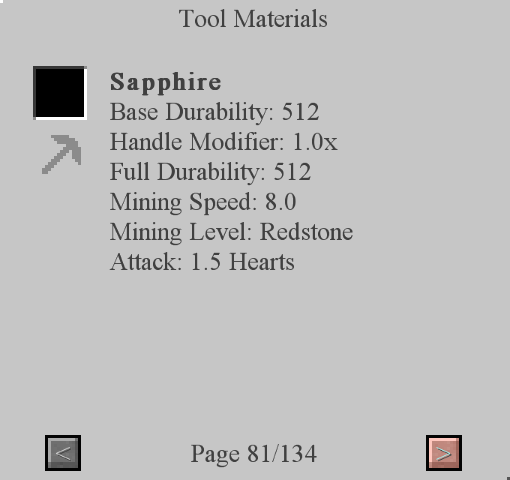 Tool Materials
Sapphire
Base Durability: 512
Handle Modifier: 1.0x
Full Durability: 512
Mining Speed: 8.0
Mining Level: Redstone
Attack: 1.5 Hearts
< Page 81/134 >